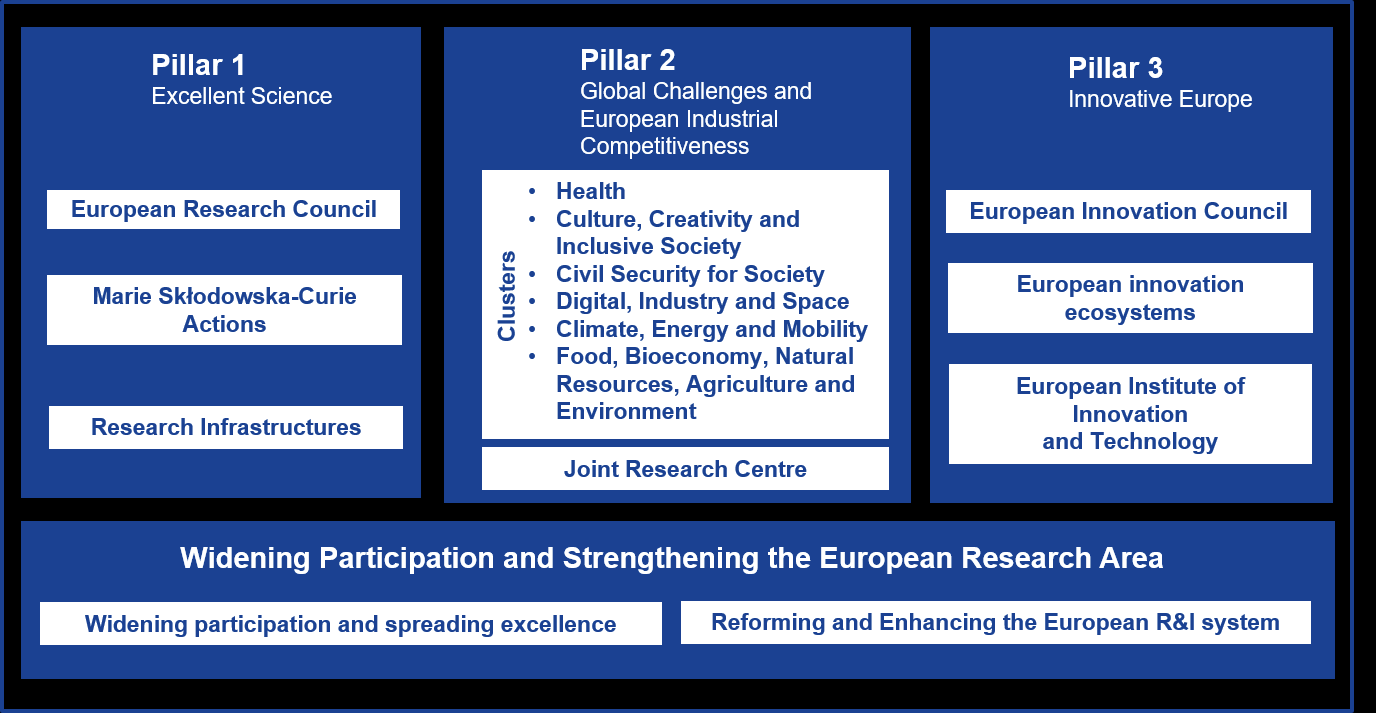 Pillar 1
Excellent Science
European Research Council
Marie Skłodowska-Curie
Actions
Research Infrastructures
Pillar 2
Global Challenges and
European Industrial
Competitiveness
Clusters
• Health
• Culture, Creativity and
Inclusive Society
• Civil Security for Society
• Digital, Industry and Space
• Climate, Energy and Mobility
• Food, Bioeconomy, Natural
Resources, Agriculture and
Environment
Joint Research Centre
Pillar 3
Innovative Europe
European Innovation Council
European innovation
ecosystems
European Institute of
Innovation
and Technology
Widening Participation and Strengthening the European Research Area
Widening participation and spreading excellence
Reforming and Enhancing the European R&I system